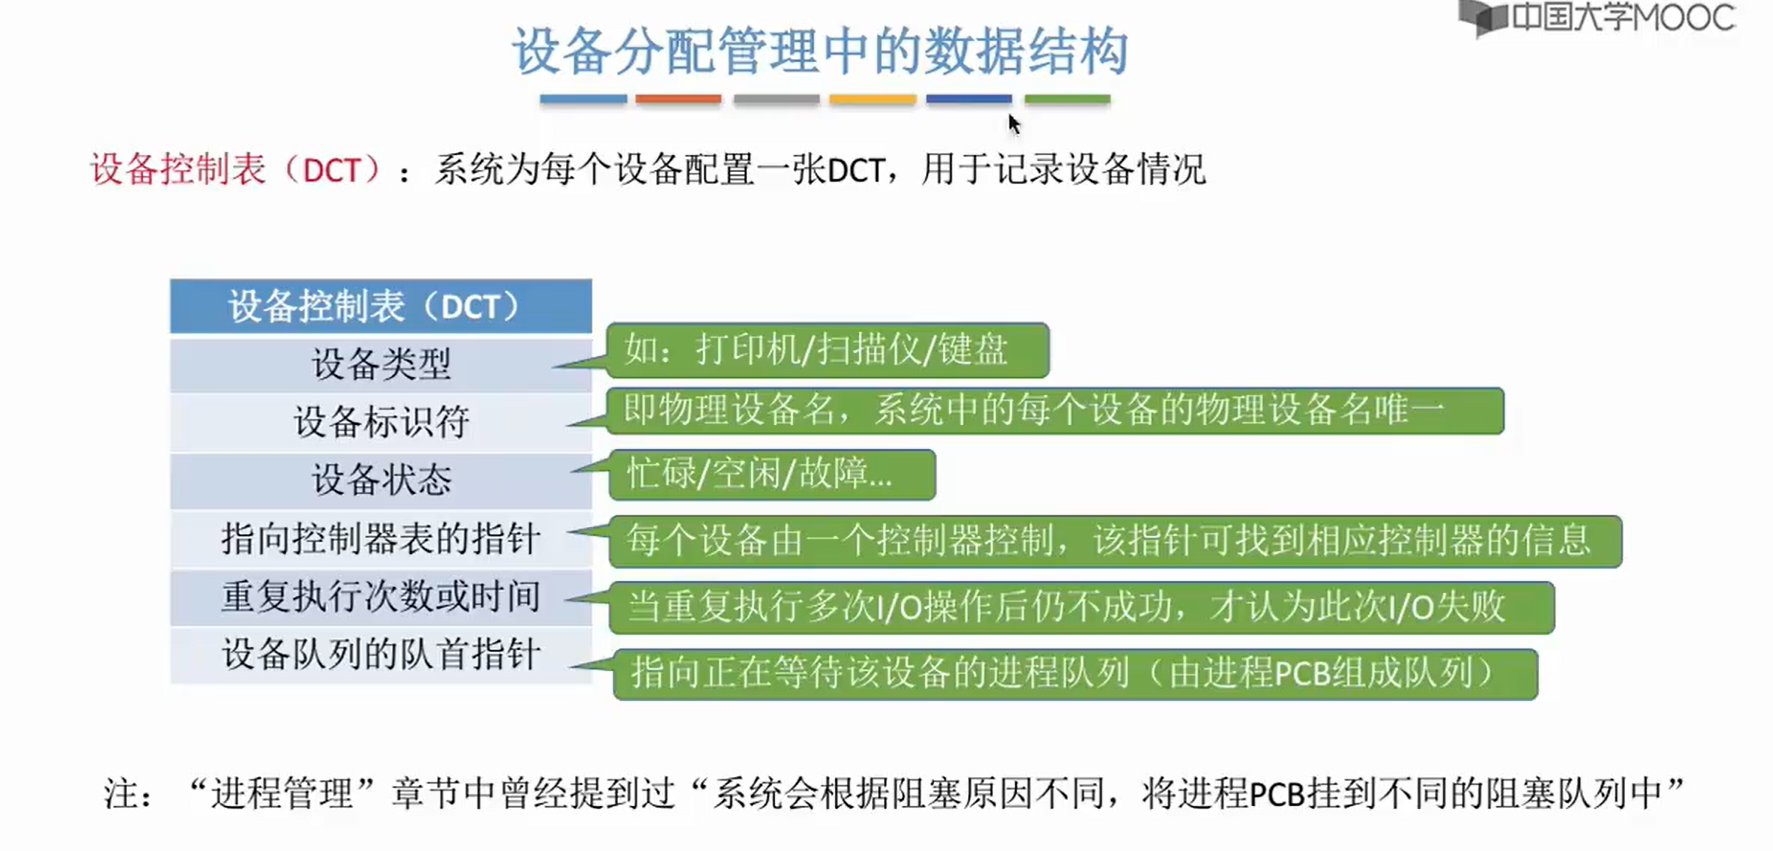 中国大学MOOC
设备分配管理中的数据结构
设备控制表（DCT）：系统为每个设备配置一张DCT，用于记录设备情况
设备控制表（DCT）
设备类型
如：打印机/扫描仪/键盘
设备标识符
即物理设备名，系统中的每个设备的物理设备名唯一
设备状态
忙碌/空闲/故障...
指向控制器表的指针
每个设备由一个控制器控制，该指针可找到相应控制器的信息
重复执行次数或时间
当重复执行多次I/O操作后仍不成功，才认为此次I/O失败
设备队列的队首指针
指向正在等待该设备的进程队列（由进程PCB组成队列）
注：“进程管理”章节中曾经提到过“系统会根据阻塞原因不同，将进程PCB挂到不同的阻塞队列中”